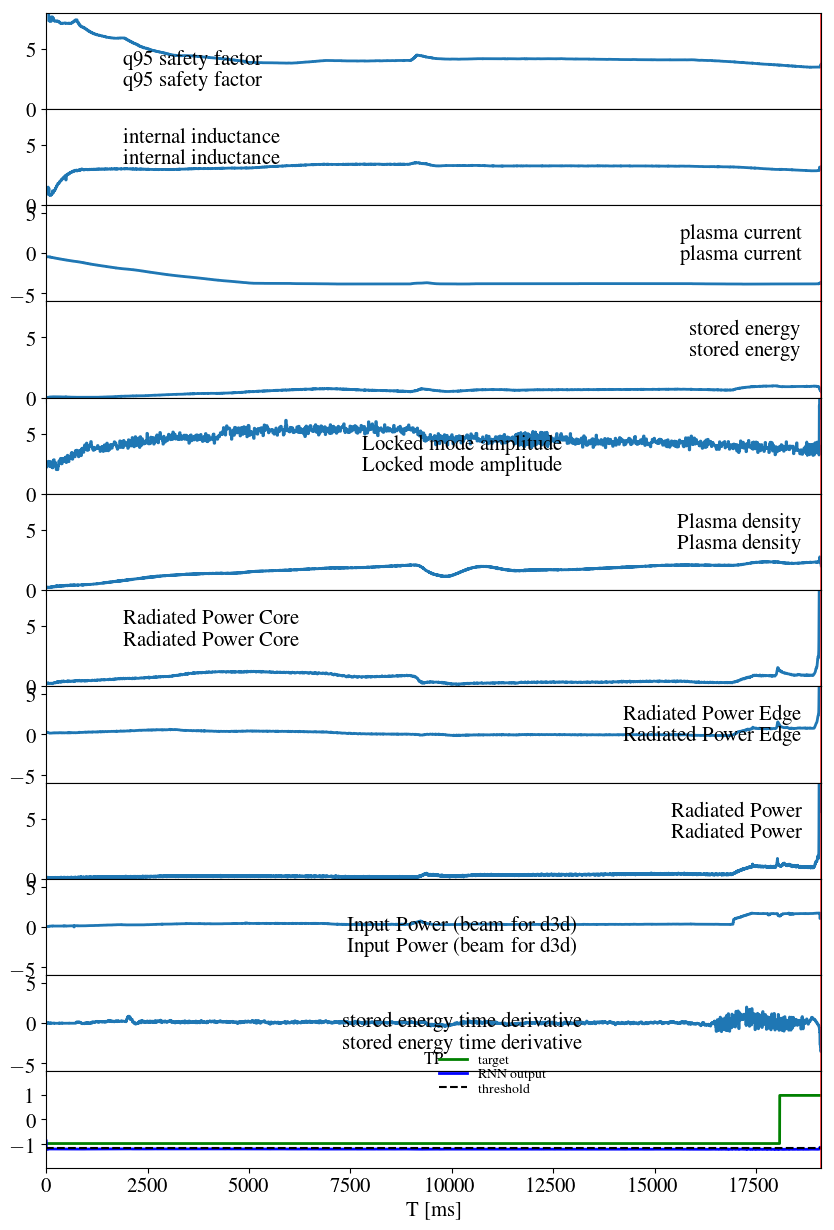 5
q95 safety factor
q95 safety factor
0
internal inductance
5
internal inductance
0
5
plasma current
0
plasma current
−5
stored energy
5
stored energy
0
5
Locked mode amplitude
Locked mode amplitude
0
Plasma density
5
Plasma density
0
Radiated Power Core
5
Radiated Power Core
0
5
Radiated Power Edge
0
Radiated Power Edge
−5
Radiated Power
5
Radiated Power
0
5
Input Power (beam for d3d)
0
Input Power (beam for d3d)
−5
5
stored energy time derivative
0
stored energy time derivative
−5
TP
target
RNN output
threshold
1
0
−1
0 2500 5000 7500 10000 12500 15000 17500
T [ms]